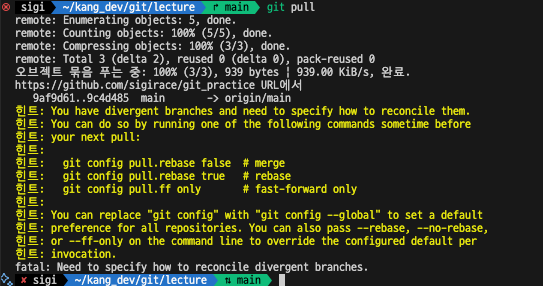 sigi ~/kang_dev/git/lecture main git pull
remote: Enumerating objects: 5, done.
remote: Counting objects: 100% (5/5), done.
remote: Compressing objects: 100% (3/3), done.
remote: Total 3 (delta 2), reused 0 (delta 0), pack-reused 0
오브젝트 묶음 푸는 중: 100% (3/3), 939 bytes | 939.00 KiB/s, 완료.
https://github.com/sigirace/git_practice URL에서
   9af9d61..9c4d485  main       -> origin/main
힌트: You have divergent branches and need to specify how to reconcile them.
힌트: You can do so by running one of the following commands sometime before
힌트: your next pull:
힌트:
힌트:   git config pull.rebase false  # merge
힌트:   git config pull.rebase true   # rebase
힌트:   git config pull.ff only       # fast-forward only
힌트:
힌트: You can replace "git config" with "git config --global" to set a default
힌트: preference for all repositories. You can also pass --rebase, --no-rebase,
힌트: or --ff-only on the command line to override the configured default per
힌트: invocation.
fatal: Need to specify how to reconcile divergent branches.
✘ sigi ~/kang_dev/git/lecture ⇅ main